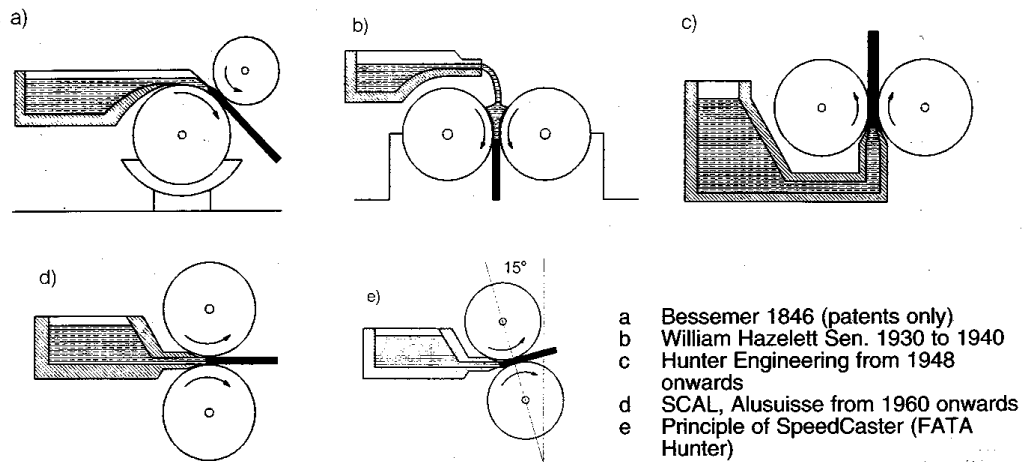 a)
b)
c)
d)
e)
15°
a Bessemer 1846 (patents only)
b William Hazelett Sen. 1930 to 1940
c Hunter Engineering from 1948
onwards
d SCAL, Alusuisse from 1960 onwards
e Principle of SpeedCaster (FATA
Hunter)